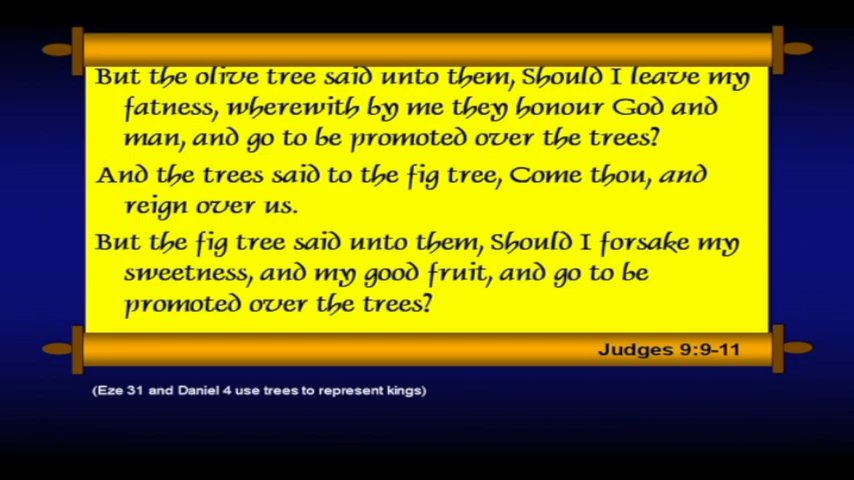 But the olive tree said unto them, Should I leave my
fatness, wherewith by me they honour God and
man, and go to be promoted over the trees?
And the trees said to the fig tree, Come thou, and
reign over us.
But the fig tree said unto them, Should I forsake my
sweetness, and my good fruit, and go to be
promoted over the trees?
Judges 9:9-11
(Eze 31 and Daniel 4 use trees to represent kings)